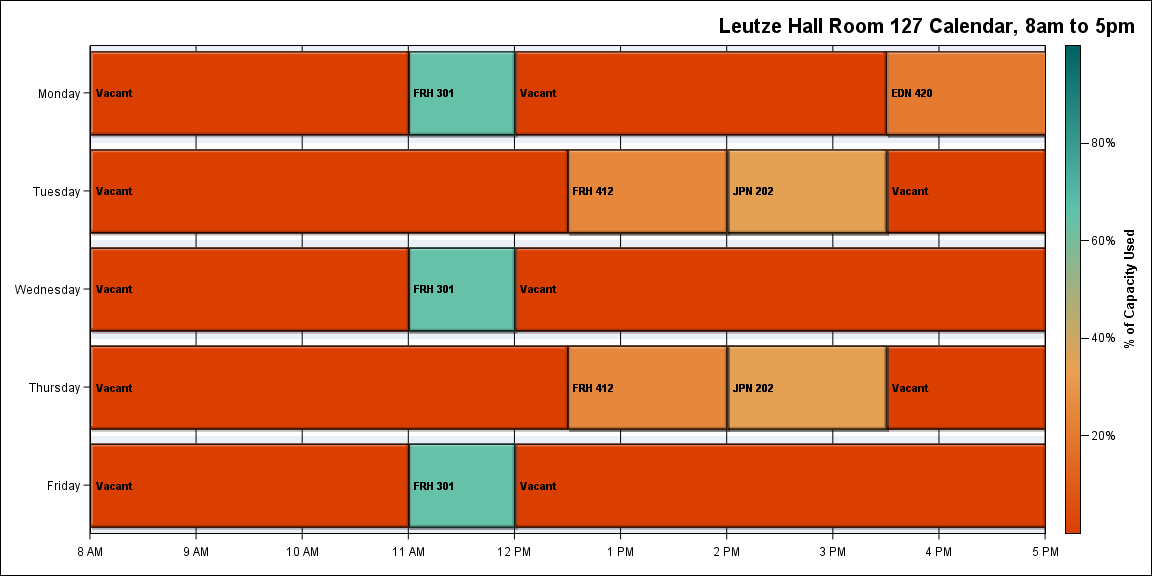 Leutze Hall Room 127 Calendar, 8am to 5pm
Monday
Vacant
FRH 301
Vacant
EDN 420
Tuesday
Vacant
FRH 412
JPN 202
Vacant
Wednesday
Vacant
FRH 301
Vacant
Thursday
Vacant
FRH 412
JPN 202
Vacant
Friday
Vacant
FRH 301
Vacant
8 AM
9 AM
10 AM
11 AM
12 PM
1 PM
2 PM
3 PM
4 PM
5 PM
80%
60%
40%
20%
% of Capacity Used